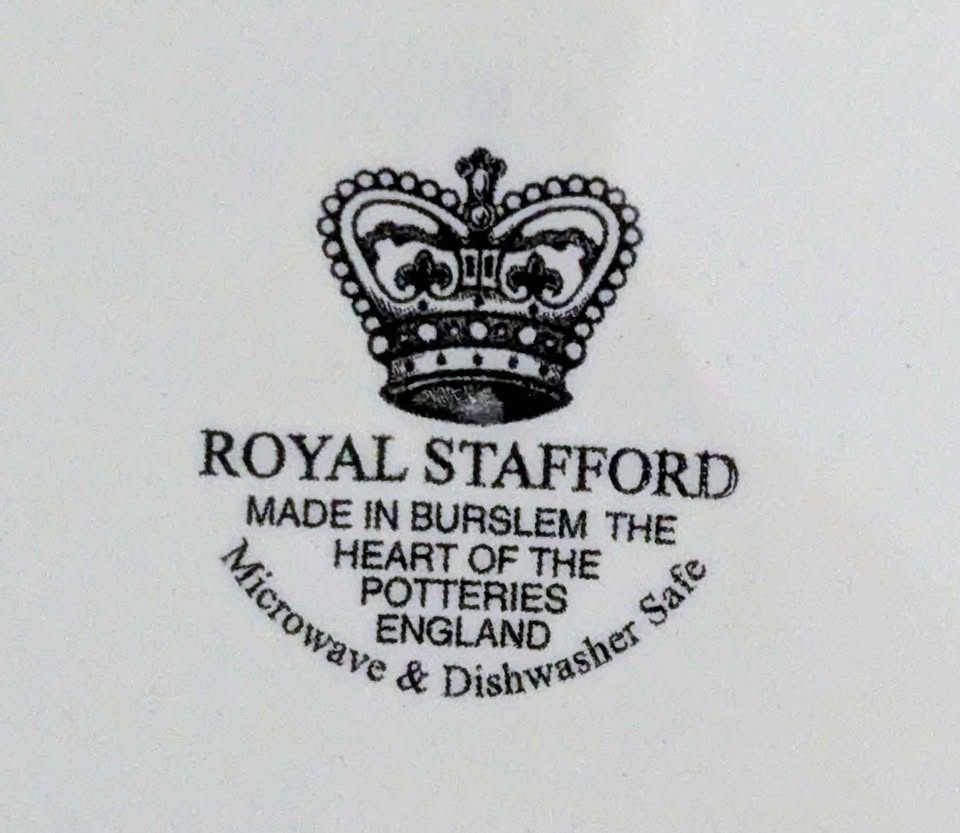 ROYAL STAFFORD
MADE IN BURSLEM THE
HEART OF THE
POTTERIES
ENGLAND
Microwave & Dishwasher Safe